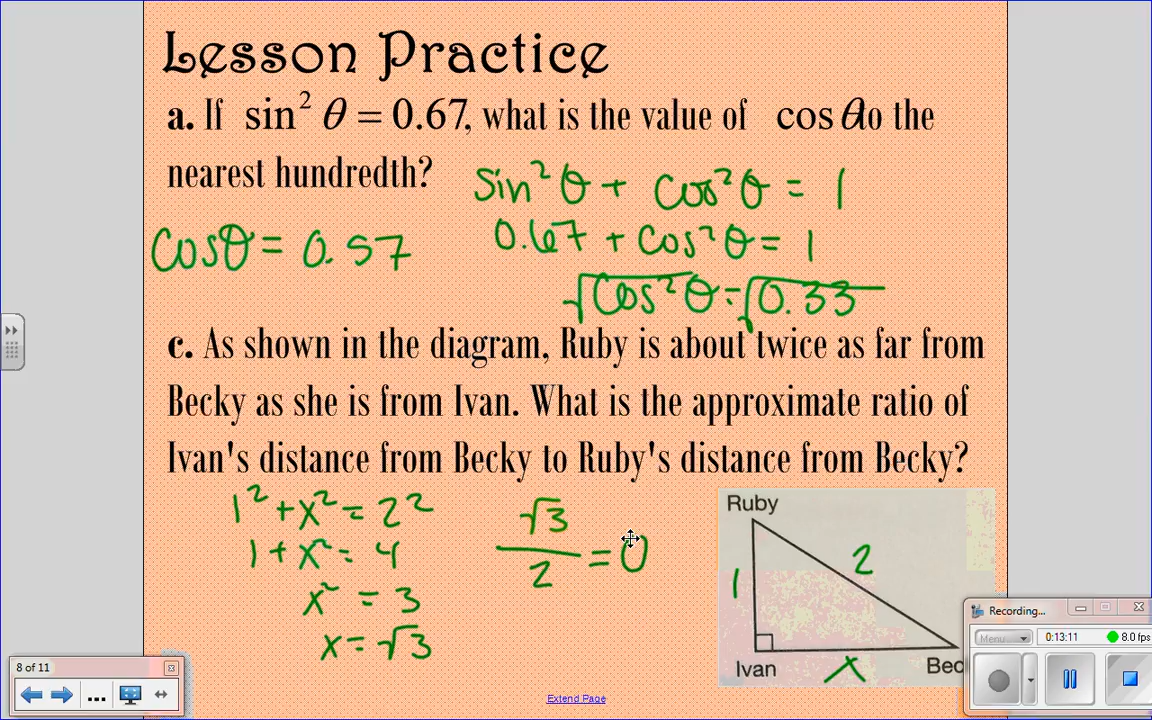 Lesson Practice
a. If sin² θ = 0.67, what is the value of cos θ to the
nearest hundredth?
sin²θ + cos²θ = 1
0.67 + cos²θ = 1
√cos²θ = √0.33
cosθ = 0.57
c. As shown in the diagram, Ruby is about twice as far from
Becky as she is from Ivan. What is the approximate ratio of
Ivan's distance from Becky to Ruby's distance from Becky?
1² + x² = 2²
1 + x² = 4
x² = 3
x = √3
√3/2 = 0
Ruby
1
2
Ivan
x
Bec
Recording...
Menu
0:13:11
8.0 fps
8 of 11
...
Extend Page